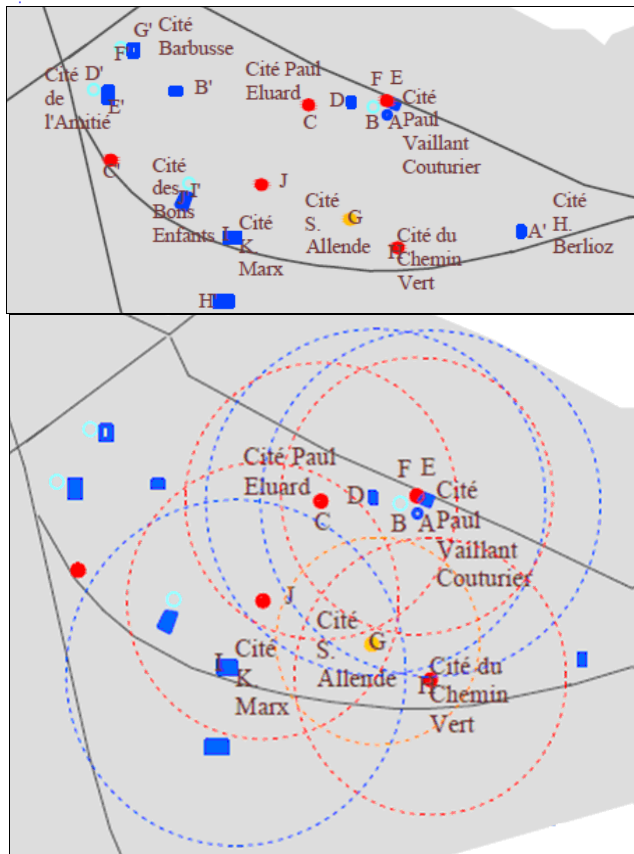 G' Cité
F' Barbusse
Cité D'
de E'
l'Amitié
B'
Cité Paul
Eluard
C
D
F E
B A
Cité
Paul
Vaillant
Couturier
C'
Cité
des I'
Bons
Enfants
J
I Cité
K.
Marx
Cité
S. G
Allende
Cité du
H Chemin
Vert
A' Cité
H.
Berlioz
H'
Cité Paul
Eluard
C
D
F E
B A
Cité
Paul
Vaillant
Couturier
J
I Cité
K.
Marx
Cité
S. G
Allende
Cité du
H Chemin
Vert